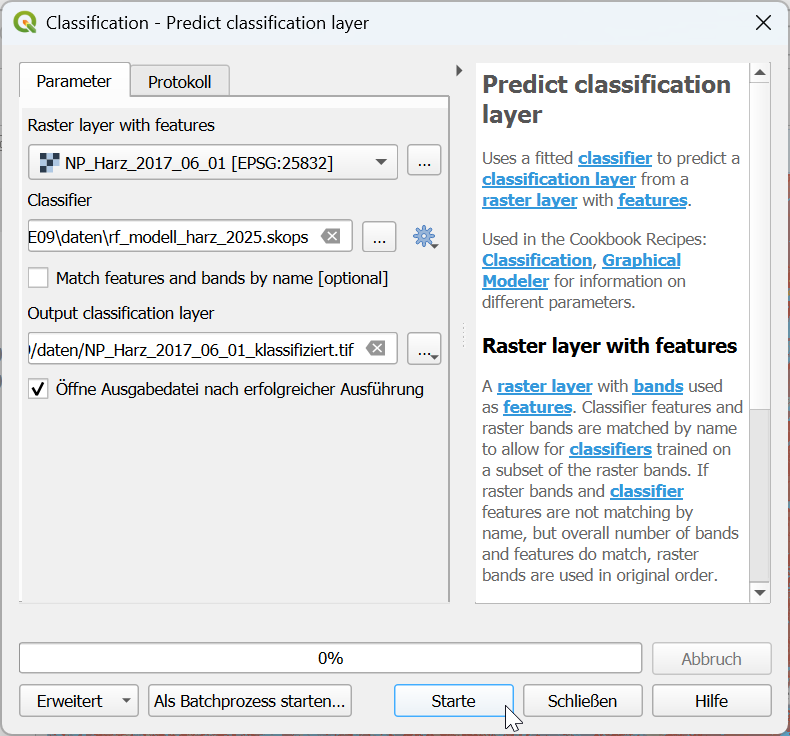 Classification - Predict classification layer
Parameter
Protokoll
Raster layer with features
NP_Harz_2017_06_01 [EPSG:25832]
...
Classifier
E09\daten\rf_modell_harz_2025.skops
...
Match features and bands by name [optional]
Output classification layer
/daten/NP_Harz_2017_06_01_klassifiziert.tif
...
Öffne Ausgabedatei nach erfolgreicher Ausführung
Predict classification
layer
Uses a fitted classifier to predict a
classification layer from a
raster layer with features.
Used in the Cookbook Recipes:
Classification, Graphical
Modeler for information on
different parameters.
Raster layer with features
A raster layer with bands used
as features. Classifier features and
raster bands are matched by name
to allow for classifiers trained on
a subset of the raster bands. If
raster bands and classifier
features are not matching by
name, but overall number of bands
and features do match, raster
bands are used in original order.
0%
Abbruch
Erweitert
Als Batchprozess starten...
Starte
Schließen
Hilfe